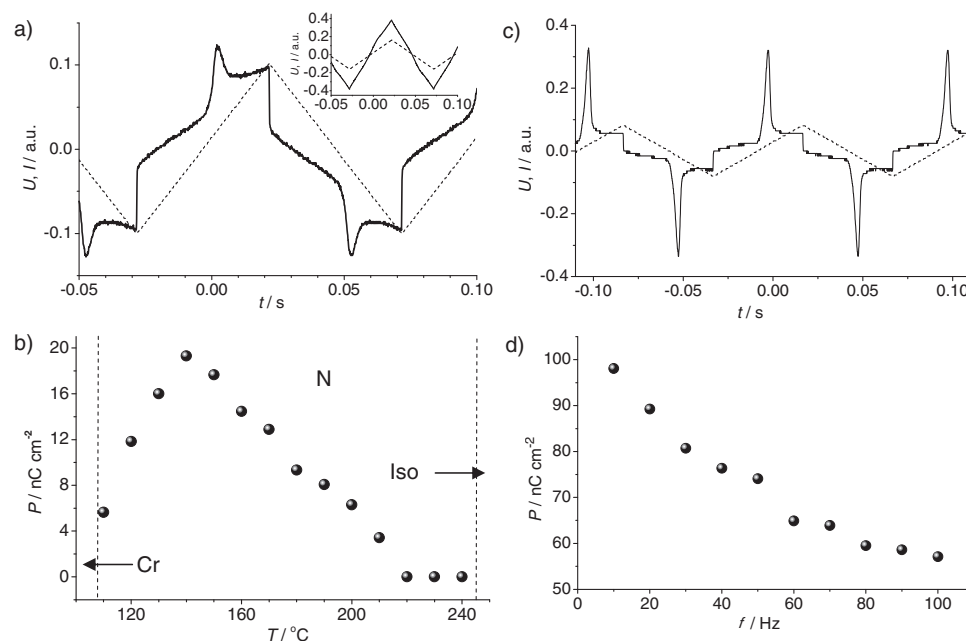 a)
U, I / a.u.
0.1
0.0
-0.1
-0.05
0.00
0.05
0.10
t / s
U, I / a.u.
0.4
0.2
0.0
-0.2
-0.4
-0.05 0.00 0.05 0.10
c)
U, I / a.u.
0.4
0.2
0.0
-0.2
-0.4
-0.10 -0.05 0.00 0.05 0.10
t / s
b)
P / nC cm-2
20
16
12
8
4
0
120 160 200 240
T / °C
N
Iso
Cr
d)
P / nC cm-2
100
90
80
70
60
50
0 20 40 60 80 100
f / Hz